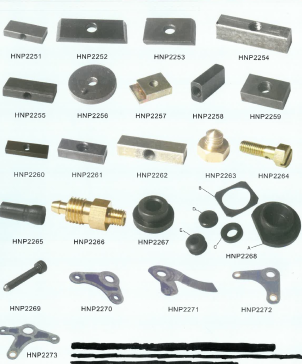 HNP2251 HNP2252 HNP2253 HNP2254
HNP2255 HNP2256 HNP2257 HNP2258 HNP2259
HNP2260 HNP2261 HNP2262 HNP2263 HNP2264
B
D
E
C
A
HNP2265 HNP2266 HNP2267 HNP2268
HNP2269 HNP2270 HNP2271 HNP2272
HNP2273